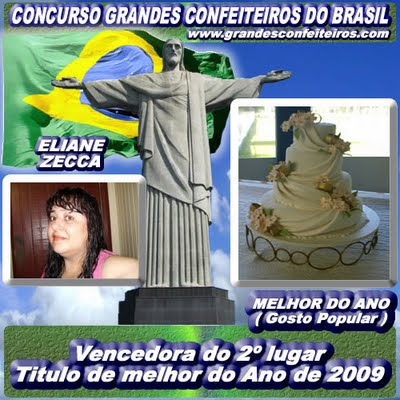 CONCURSO GRANDES CONFEITEIROS DO BRASIL
www.grandesconfeiteiros.com
ELIANE
ZECCA
MELHOR DO ANO
( Gosto Popular )
Vencedora do 2º lugar
Titulo de melhor do Ano de 2009